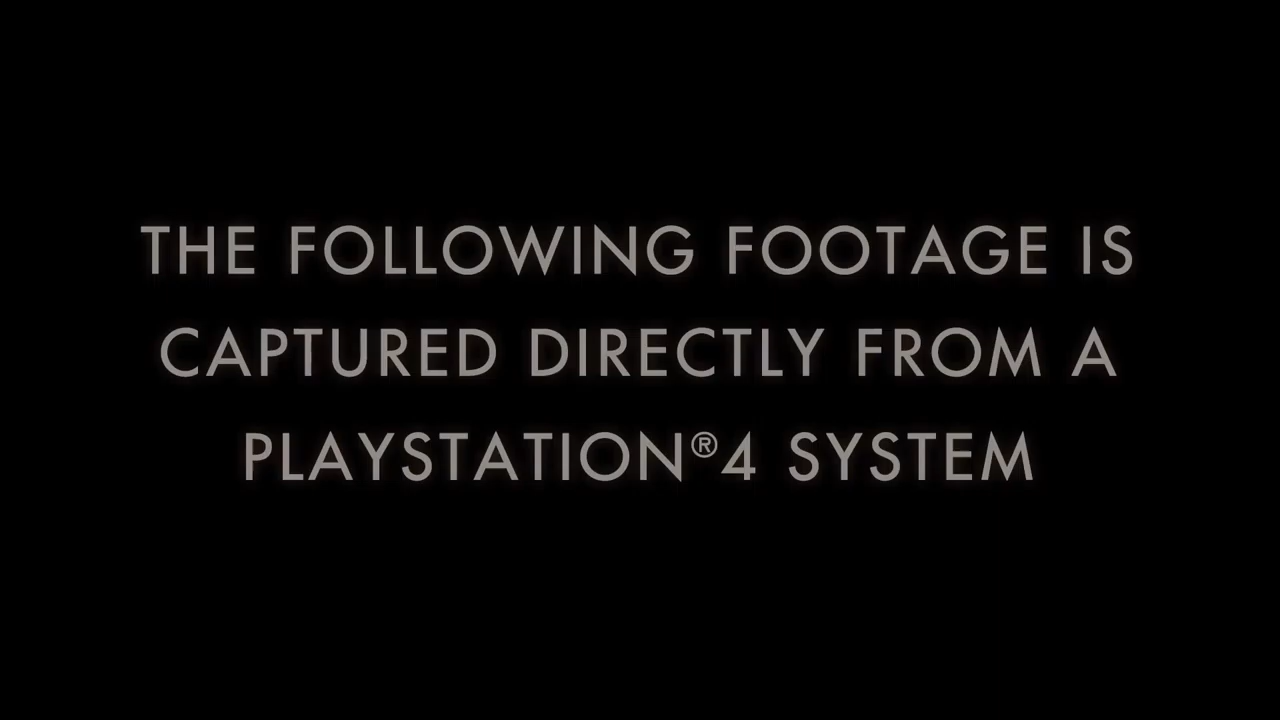 THE FOLLOWING FOOTAGE IS
CAPTURED DIRECTLY FROM A
PLAYSTATION®4 SYSTEM